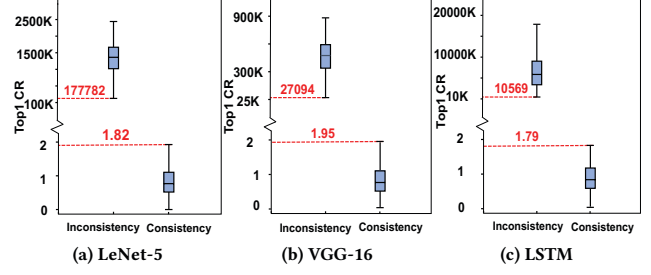 Top1 CR
2500K
1500K
177782
100K
1.82
2
1
0
Inconsistency Consistency
(a) LeNet-5
Top1 CR
900K
300K
27094
25K
1.95
2
1
0
Inconsistency Consistency
(b) VGG-16
Top1 CR
20000K
10000K
10569
10K
1.79
2
1
0
Inconsistency Consistency
(c) LSTM